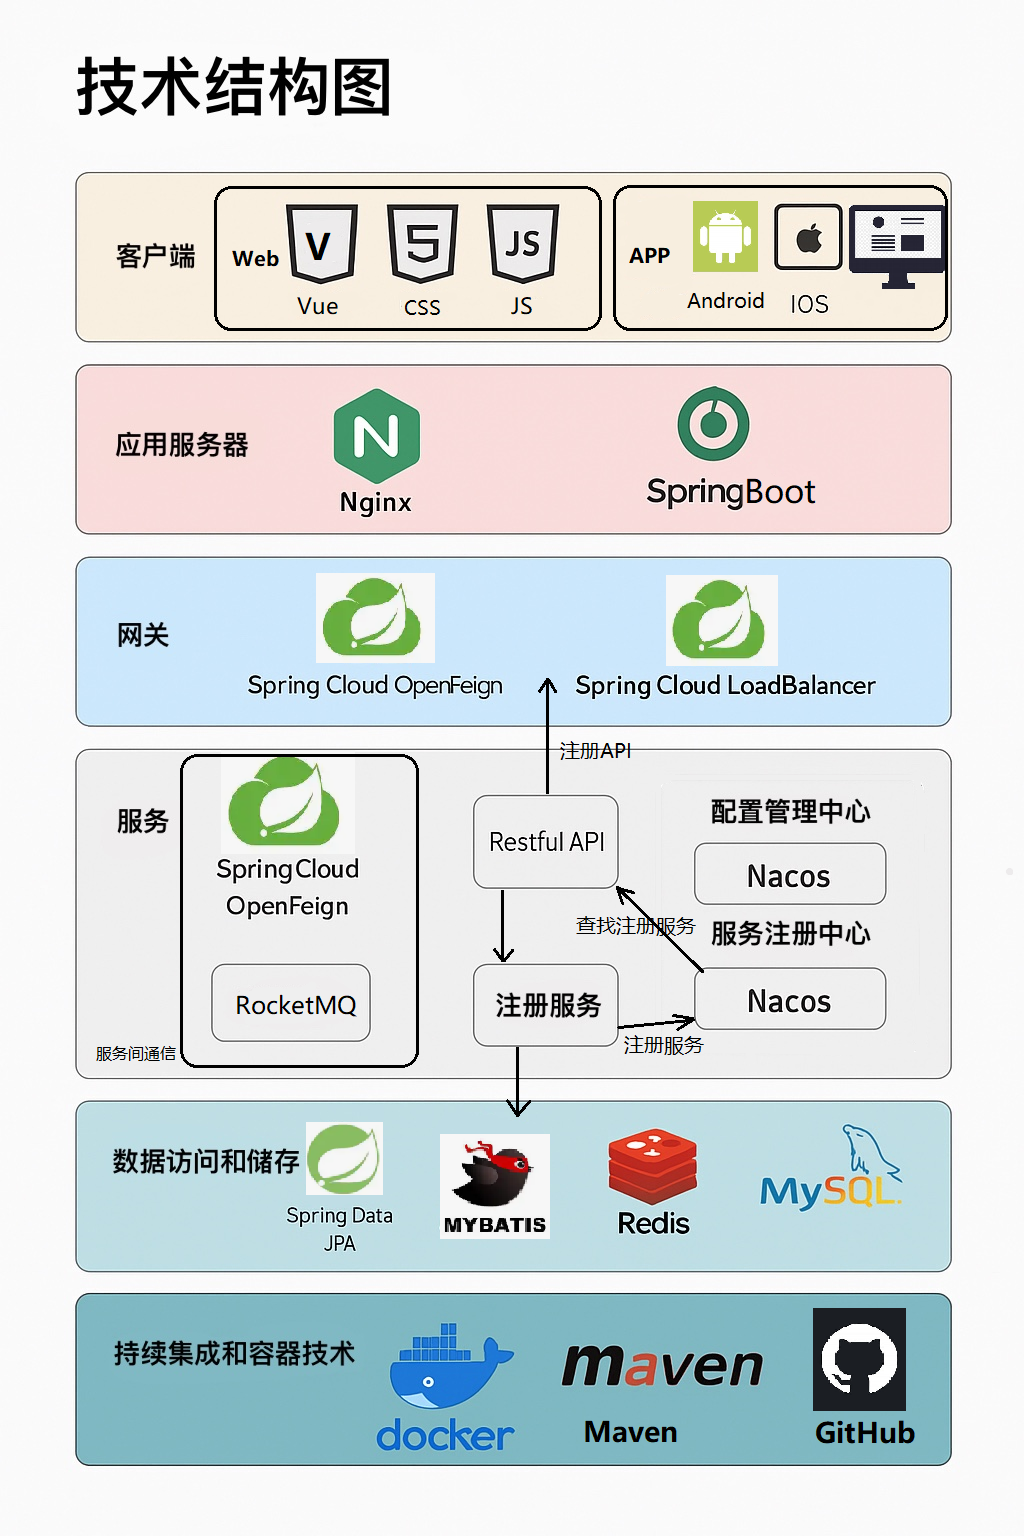 技术结构图
客户端
Web
V
5
JS
Vue
CSS
JS
APP
Android
IOS
应用服务器
N
Nginx
SpringBoot
网关
Spring Cloud OpenFeign
Spring Cloud LoadBalancer
注册API
服务
Spring Cloud
OpenFeign
RocketMQ
服务间通信
Restful API
查找注册服务
注册服务
注册服务
配置管理中心
Nacos
服务注册中心
Nacos
数据访问和储存
Spring Data
JPA
MYBATIS
Redis
MySQL
持续集成和容器技术
docker
maven
Maven
GitHub